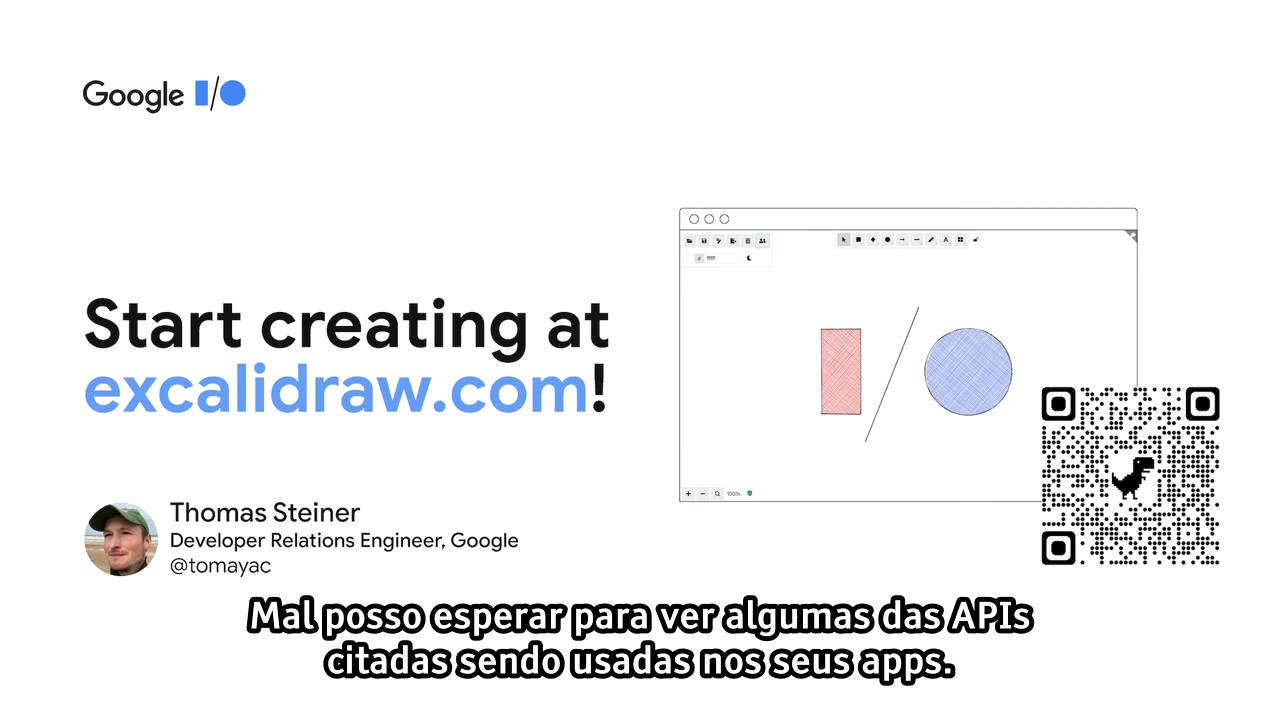 Google I/O
Start creating at
excalidraw.com!
100%
Thomas Steiner
Developer Relations Engineer, Google
@tomayac
Mal posso esperar para ver algumas das APIs
citadas sendo usadas nos seus apps.